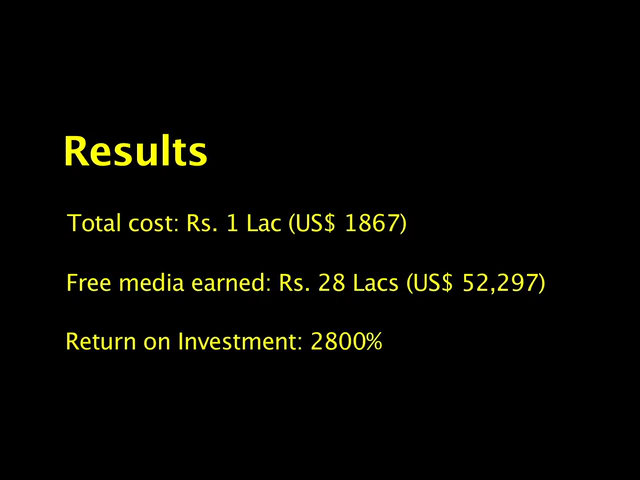 Results
Total cost: Rs. 1 Lac (US$ 1867)
Free media earned: Rs. 28 Lacs (US$ 52,297)
Return on Investment: 2800%